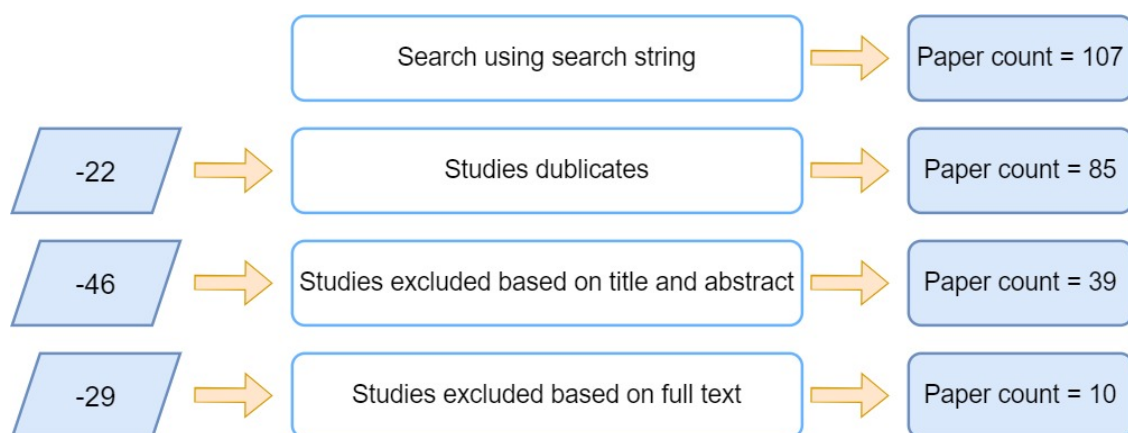 Search using search string
Paper count = 107
-22
Studies dublicates
Paper count = 85
-46
Studies excluded based on title and abstract
Paper count = 39
-29
Studies excluded based on full text
Paper count = 10